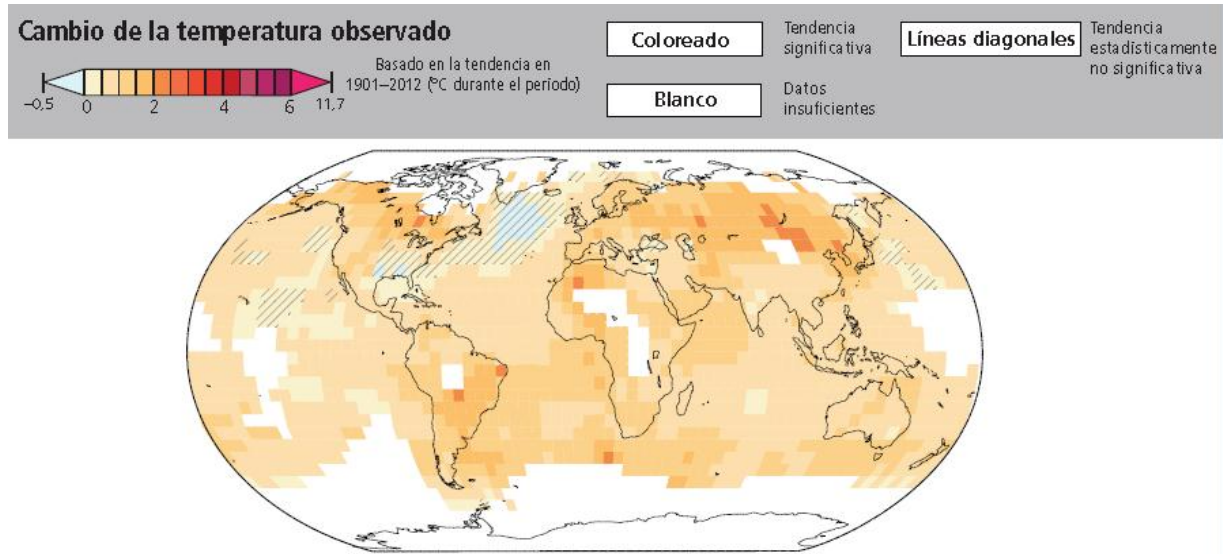 Cambio de la temperatura observado
Basado en la tendencia en
1901–2012 (°C durante el período)
–0,5 0 2 4 6 11,7
Coloreado
Tendencia
significativa
Blanco
Datos
insuficientes
Líneas diagonales
Tendencia
estadísticamente
no significativa